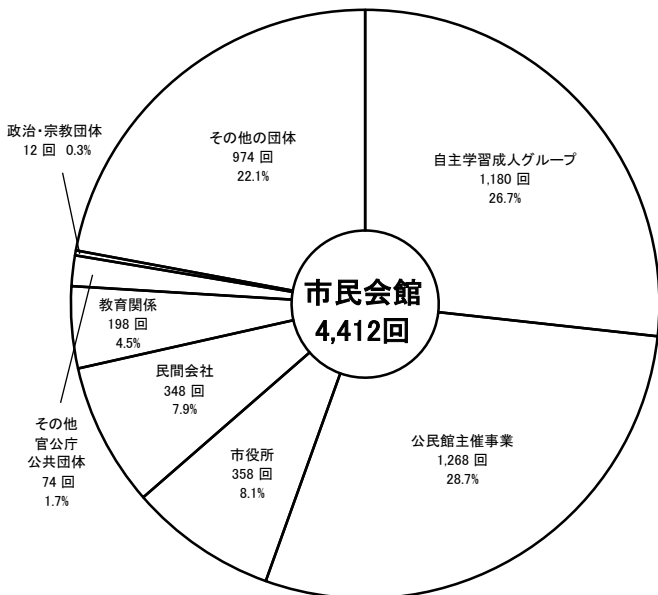 自主学習成人グループ
1,180 回
26.7%
公民館主催事業
1,268 回
28.7%
市役所
358 回
8.1%
民間会社
348 回
7.9%
教育関係
198 回
4.5%
その他
官公庁
公共団体
74 回
1.7%
政治・宗教団体
12 回 0.3%
その他の団体
974 回
22.1%
市民会館
4,412回